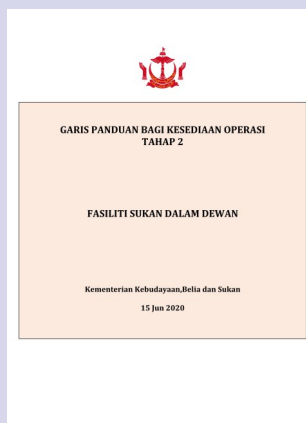 GARIS PANDUAN BAGI KESEDIAAN OPERASI
TAHAP 2
FASILITI SUKAN DALAM DEWAN
Kementerian Kebudayaan,Belia dan Sukan
15 Jun 2020